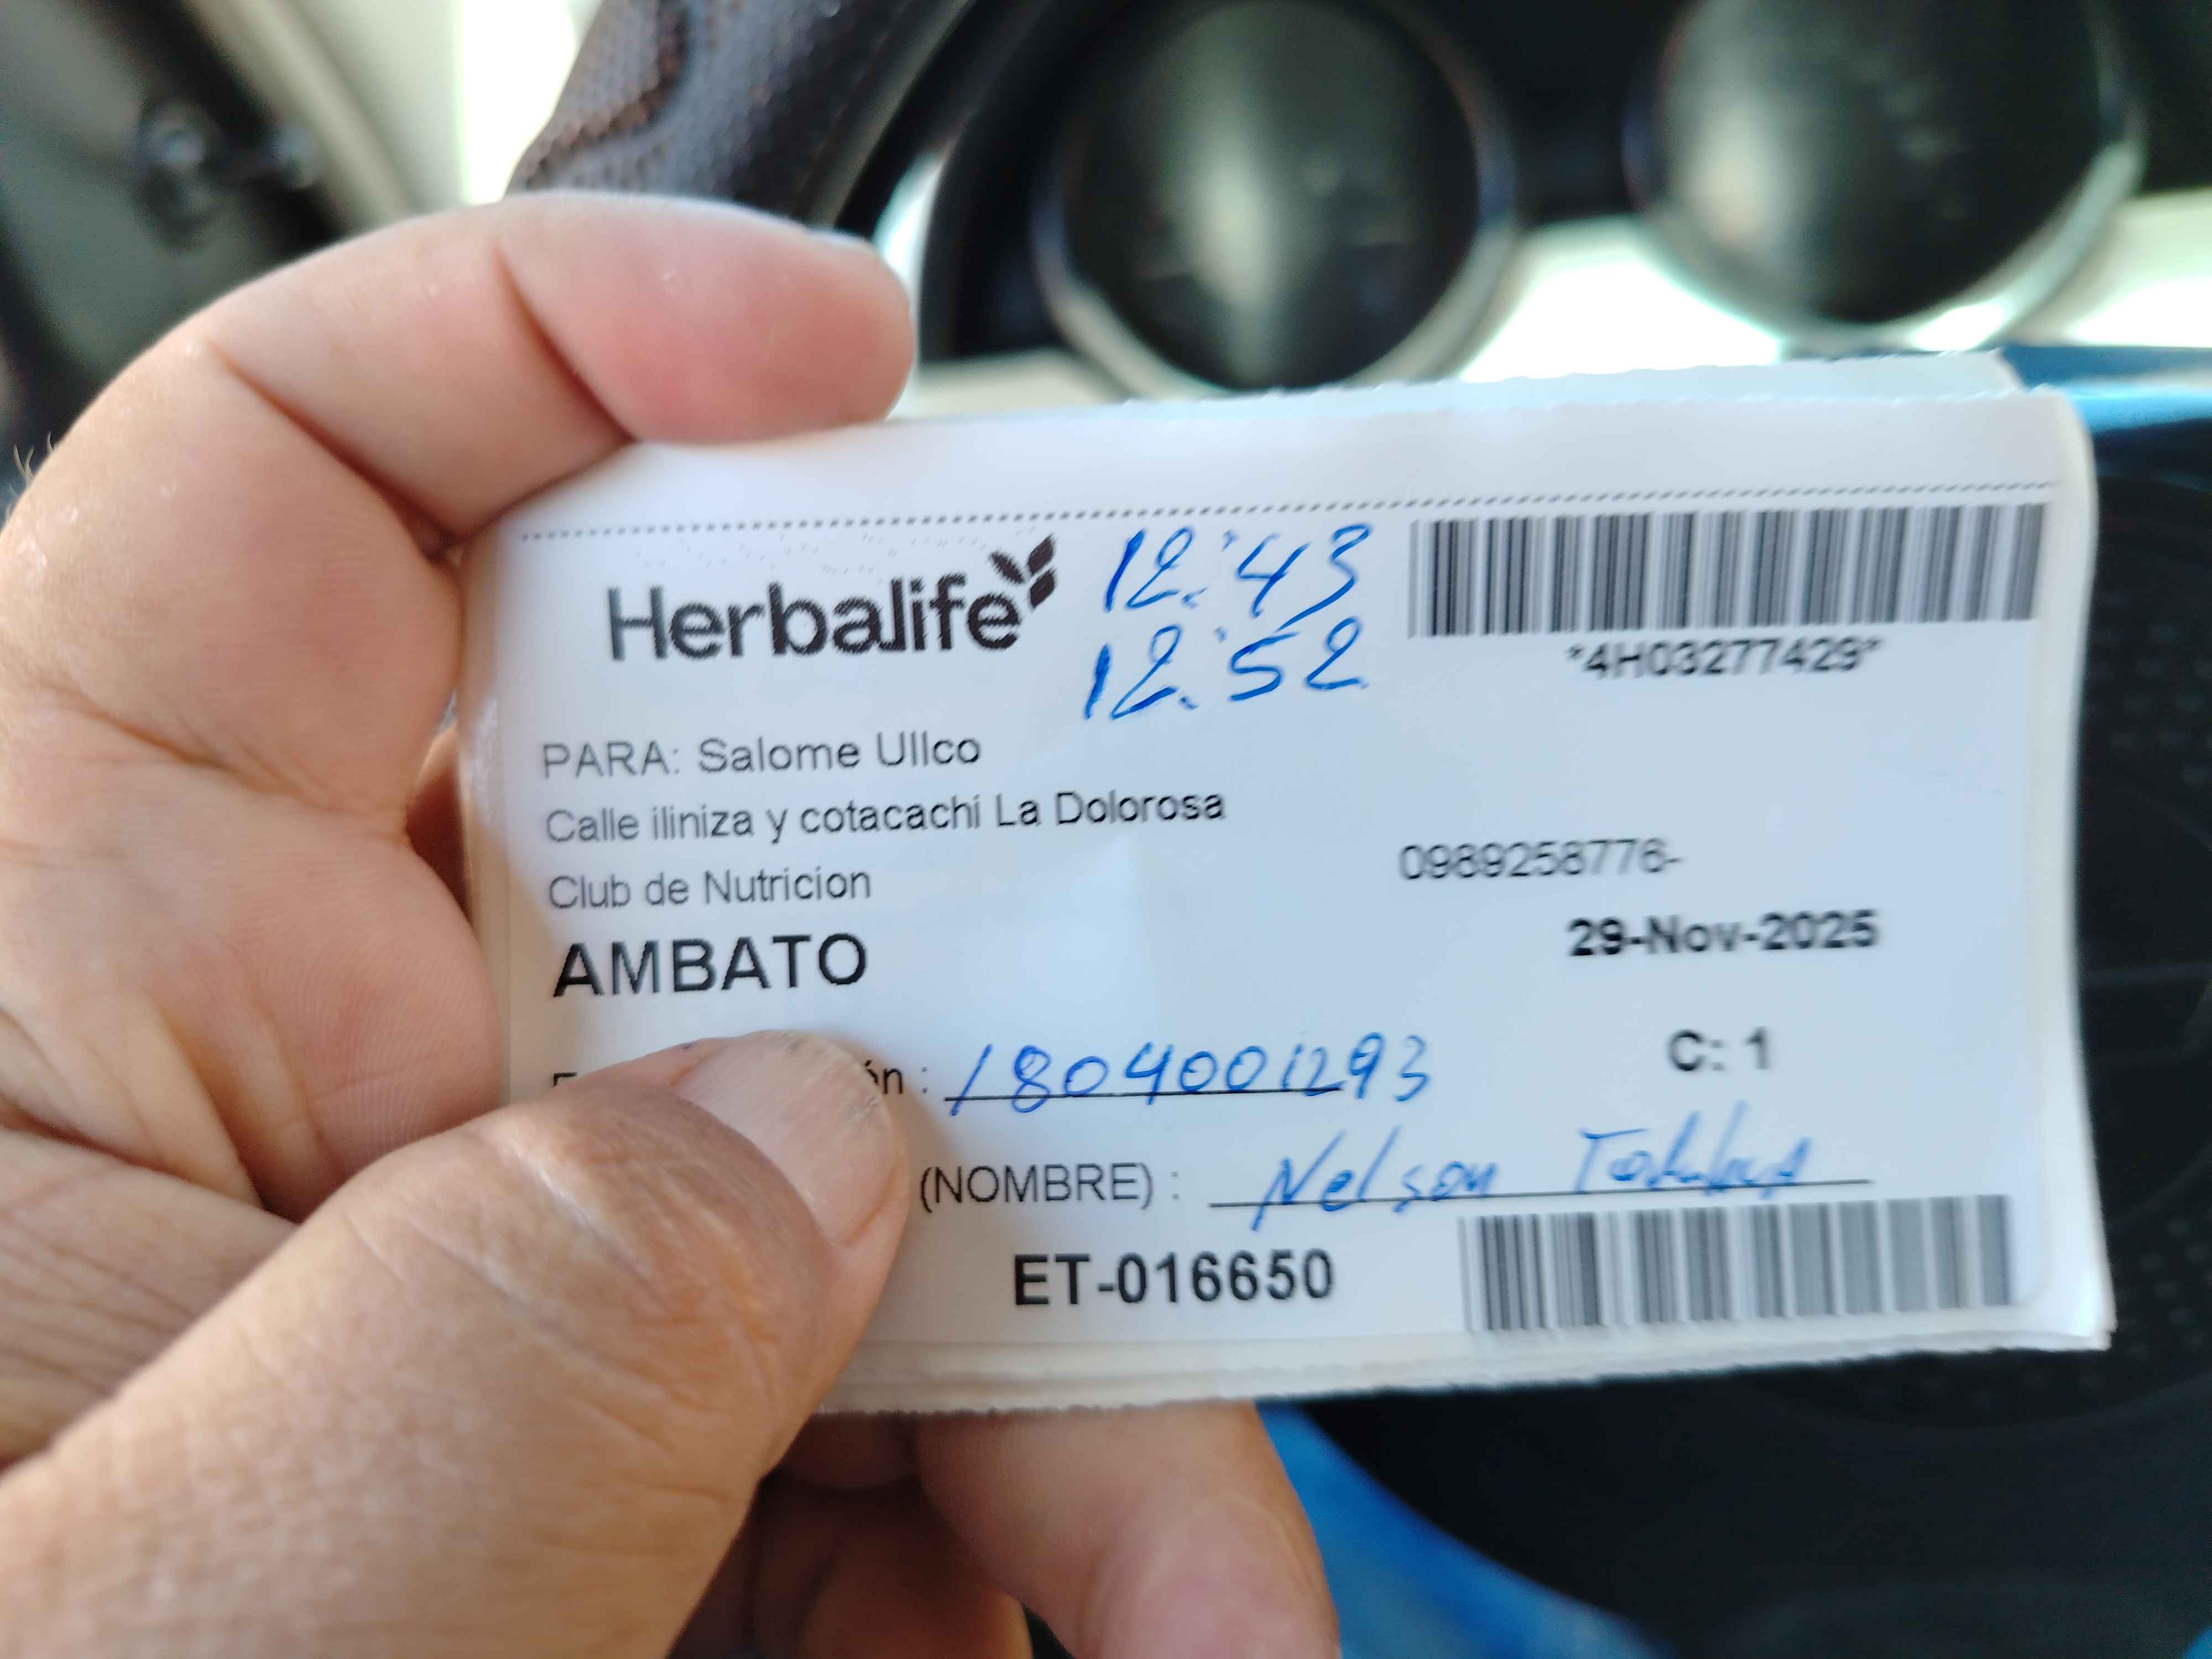 Herbalife
12:43
12:52
*4H03277429*
PARA: Salome Ullco
Calle iliniza y cotacachi La Dolorosa
0989258776-
Club de Nutricion
29-Nov-2025
AMBATO
C: 1
ón : 1804001293
(NOMBRE) : Nelson
ET-016650